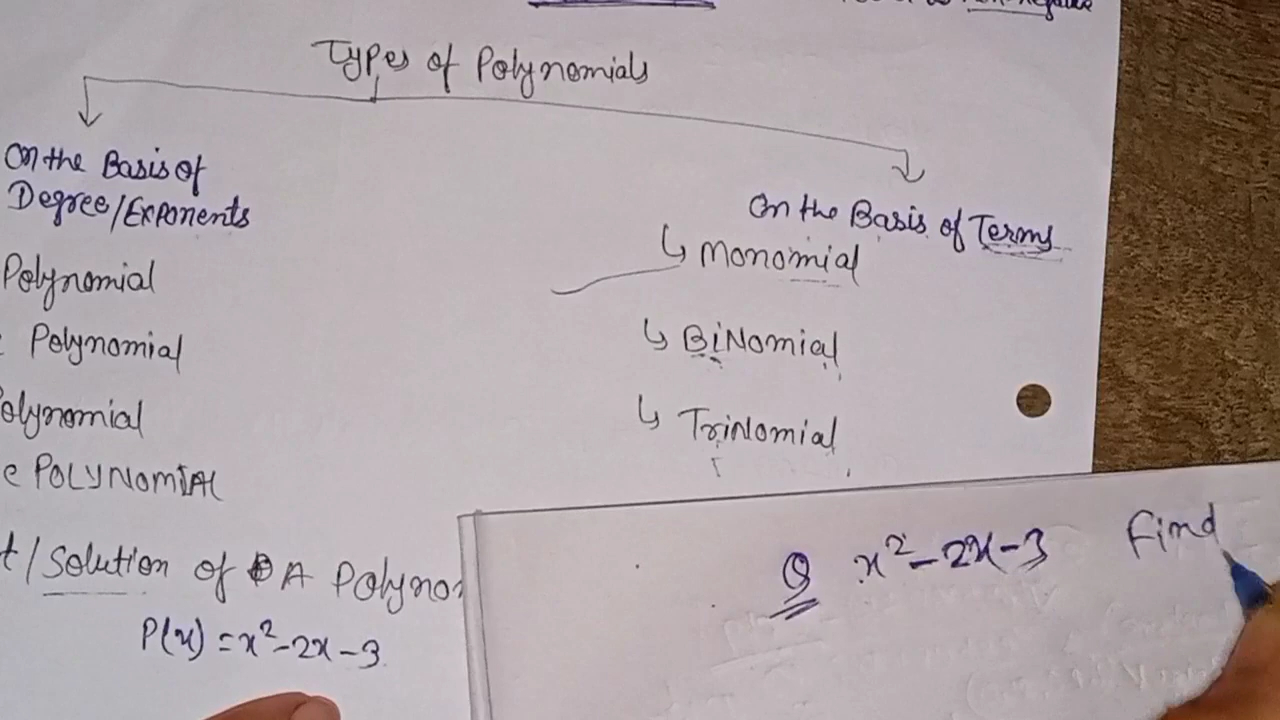 Types of Polynomials
On the Basis of
Degree/Exponents
Polynomial
Polynomial
olynomial
e POLYNOMIAL
On the Basis of Terms
↳ Monomial
↳ BiNomial
↳ TriNomial
t/Solution of A Polyno
P(x) = x²-2x-3
Q x²-2x-3 Find